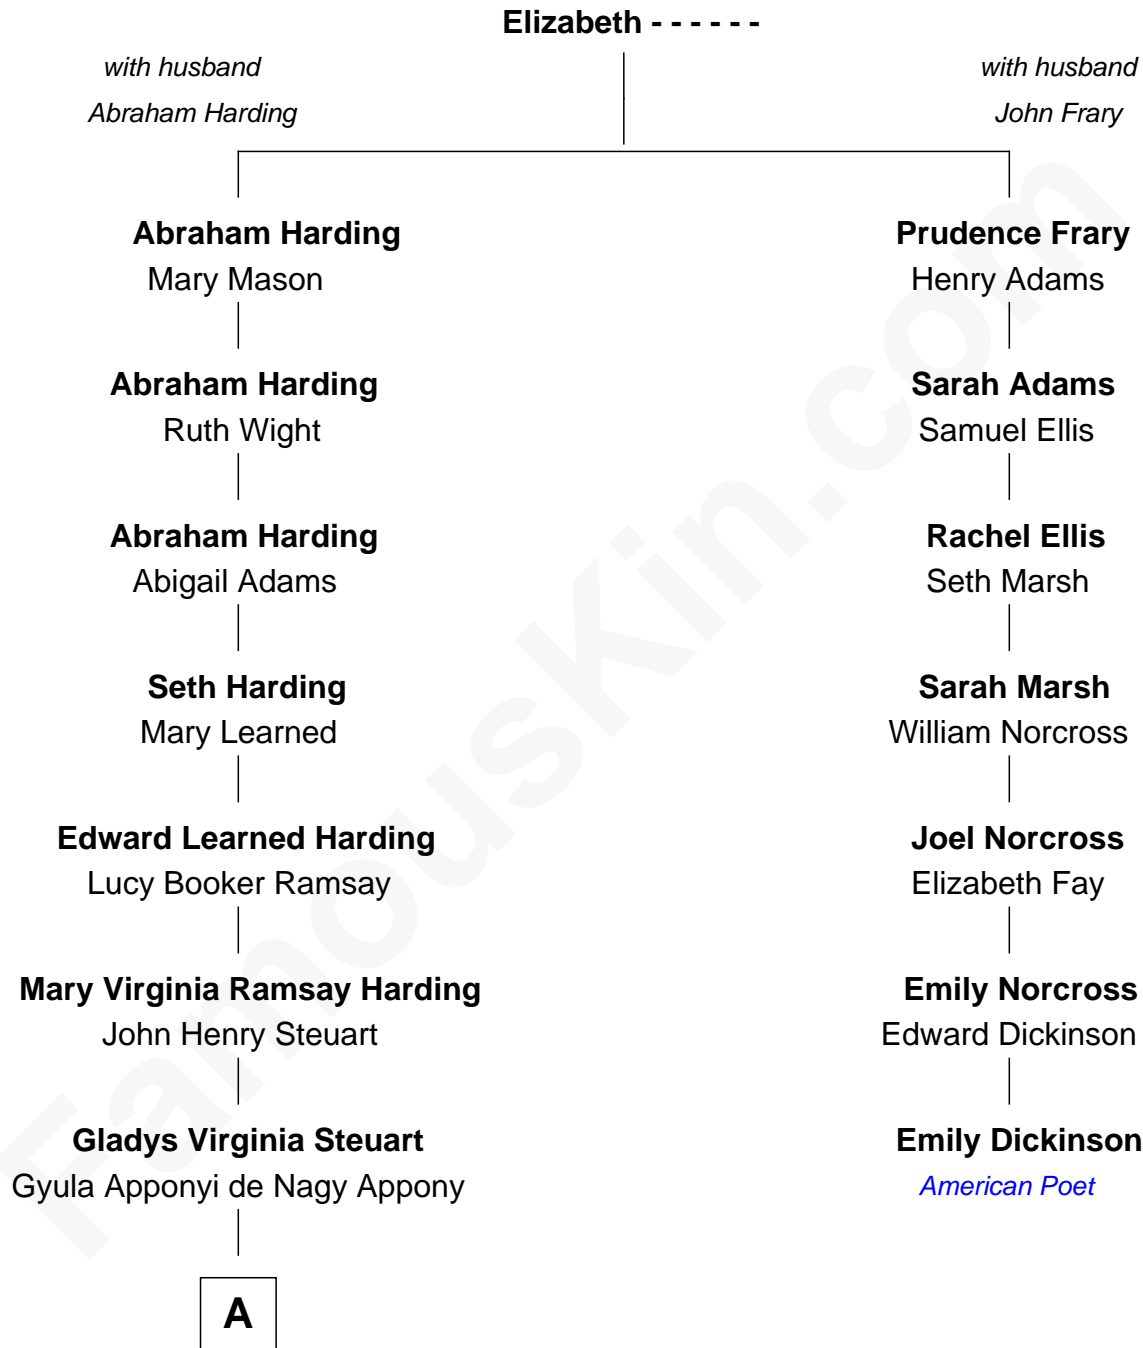 Elizabeth - - - - - -
with husband
Abraham Harding
with husband
John Frary
Abraham Harding
Mary Mason
Prudence Frary
Henry Adams
Abraham Harding
Ruth Wight
Sarah Adams
Samuel Ellis
Abraham Harding
Abigail Adams
Rachel Ellis
Seth Marsh
Seth Harding
Mary Learned
Sarah Marsh
William Norcross
Edward Learned Harding
Lucy Booker Ramsay
Joel Norcross
Elizabeth Fay
Mary Virginia Ramsay Harding
John Henry Steuart
Emily Norcross
Edward Dickinson
Gladys Virginia Steuart
Gyula Apponyi de Nagy Appony
Emily Dickinson
American Poet
A
FamousKin.com